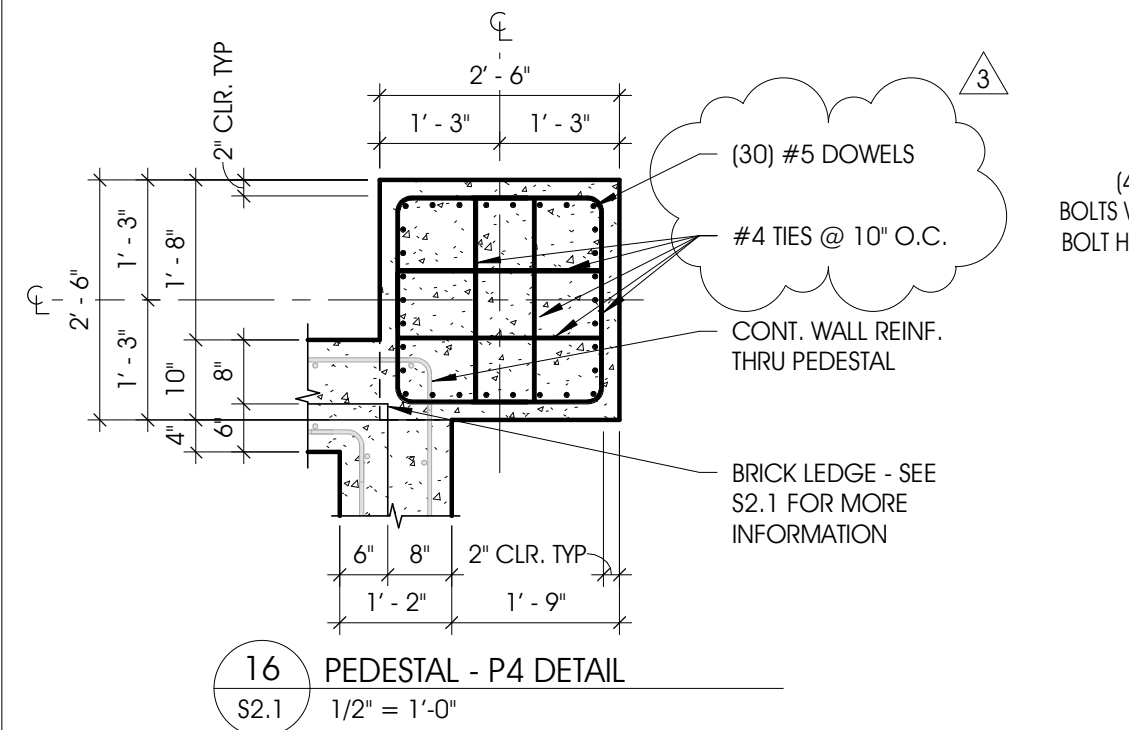 ℄
2' - 6"
1' - 3" 1' - 3"
3
2" CLR. TYP
(30) #5 DOWELS
#4 TIES @ 10" O.C.
(4
BOLTS
BOLT H
℄
2' - 6"
1' - 3"
1' - 3"
1' - 8"
10"
4"
8"
6"
CONT. WALL REINF.
THRU PEDESTAL
BRICK LEDGE - SEE
S2.1 FOR MORE
INFORMATION
6" 8" 2" CLR. TYP
1' - 2" 1' - 9"
16 PEDESTAL - P4 DETAIL
S2.1 1/2" = 1'-0"